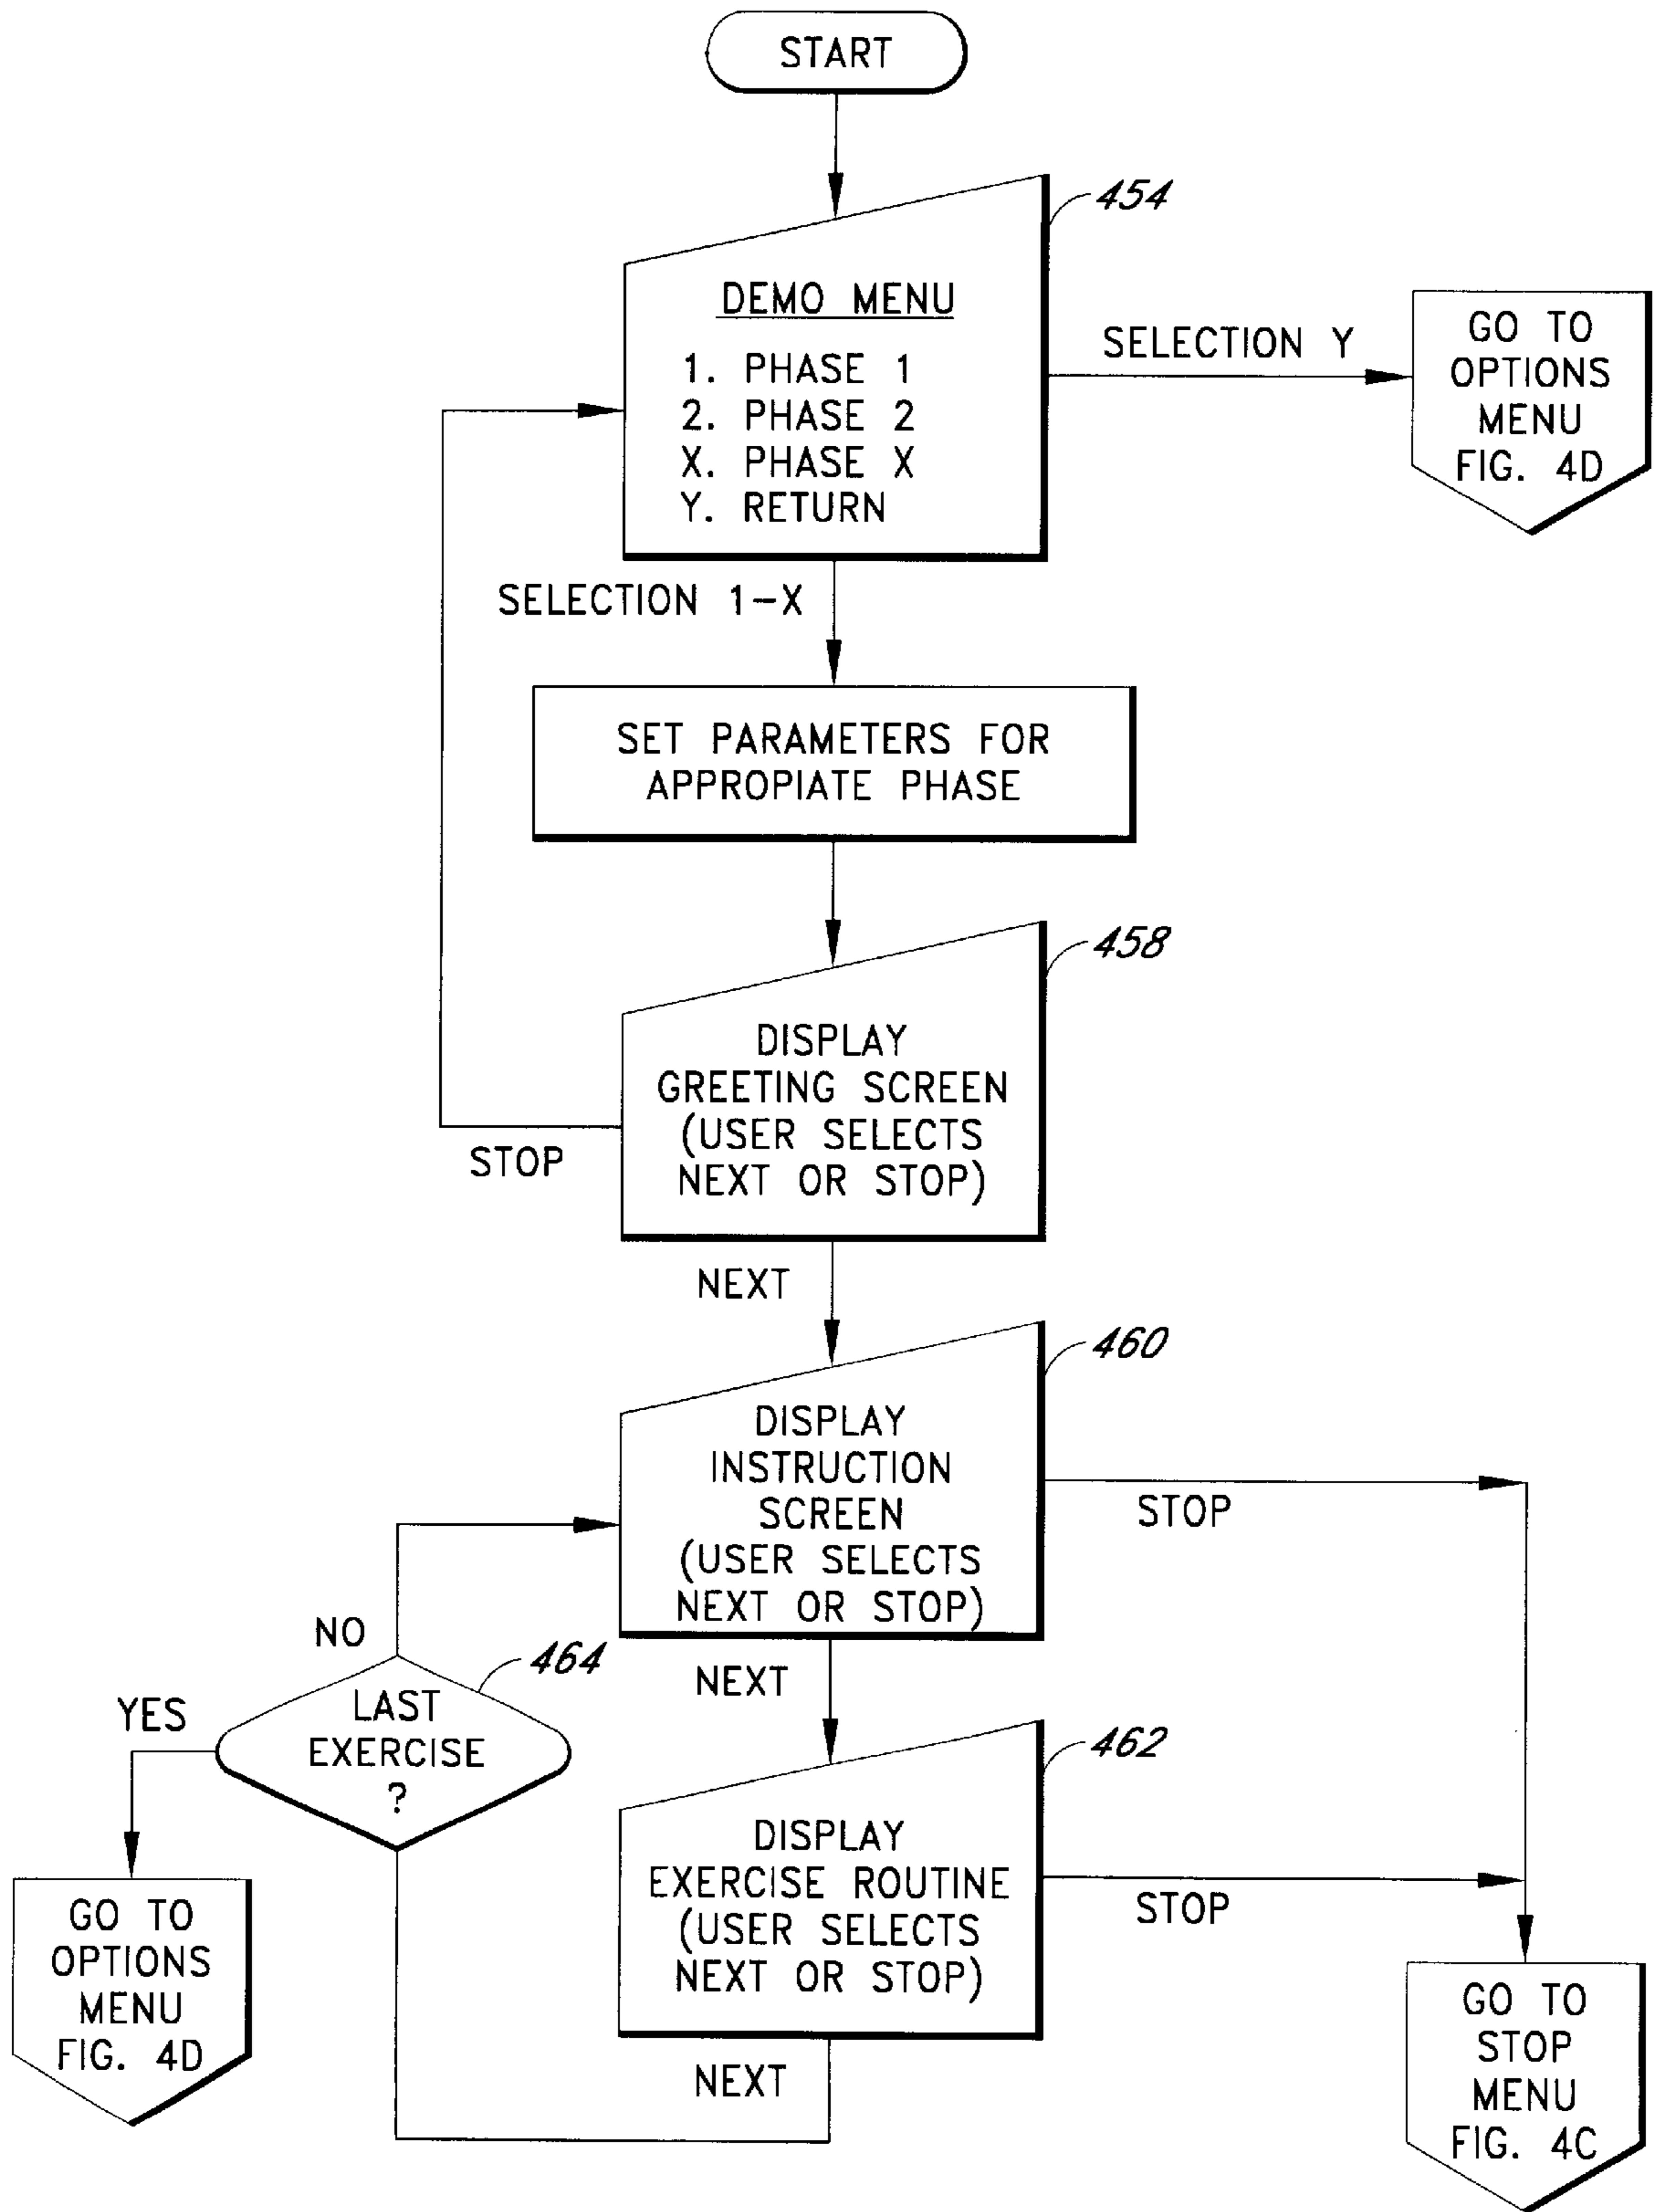 START
454
DEMO MENU
1. PHASE 1
2. PHASE 2
X. PHASE X
Y. RETURN
SELECTION Y
GO TO
OPTIONS
MENU
FIG. 4D
SELECTION 1-X
SET PARAMETERS FOR
APPROPIATE PHASE
458
DISPLAY
GREETING SCREEN
(USER SELECTS
NEXT OR STOP)
STOP
NEXT
460
DISPLAY
INSTRUCTION
SCREEN
(USER SELECTS
NEXT OR STOP)
STOP
NO
464
NEXT
YES
LAST
EXERCISE
?
462
DISPLAY
EXERCISE ROUTINE
(USER SELECTS
NEXT OR STOP)
STOP
GO TO
OPTIONS
MENU
FIG. 4D
NEXT
GO TO
STOP
MENU
FIG. 4C